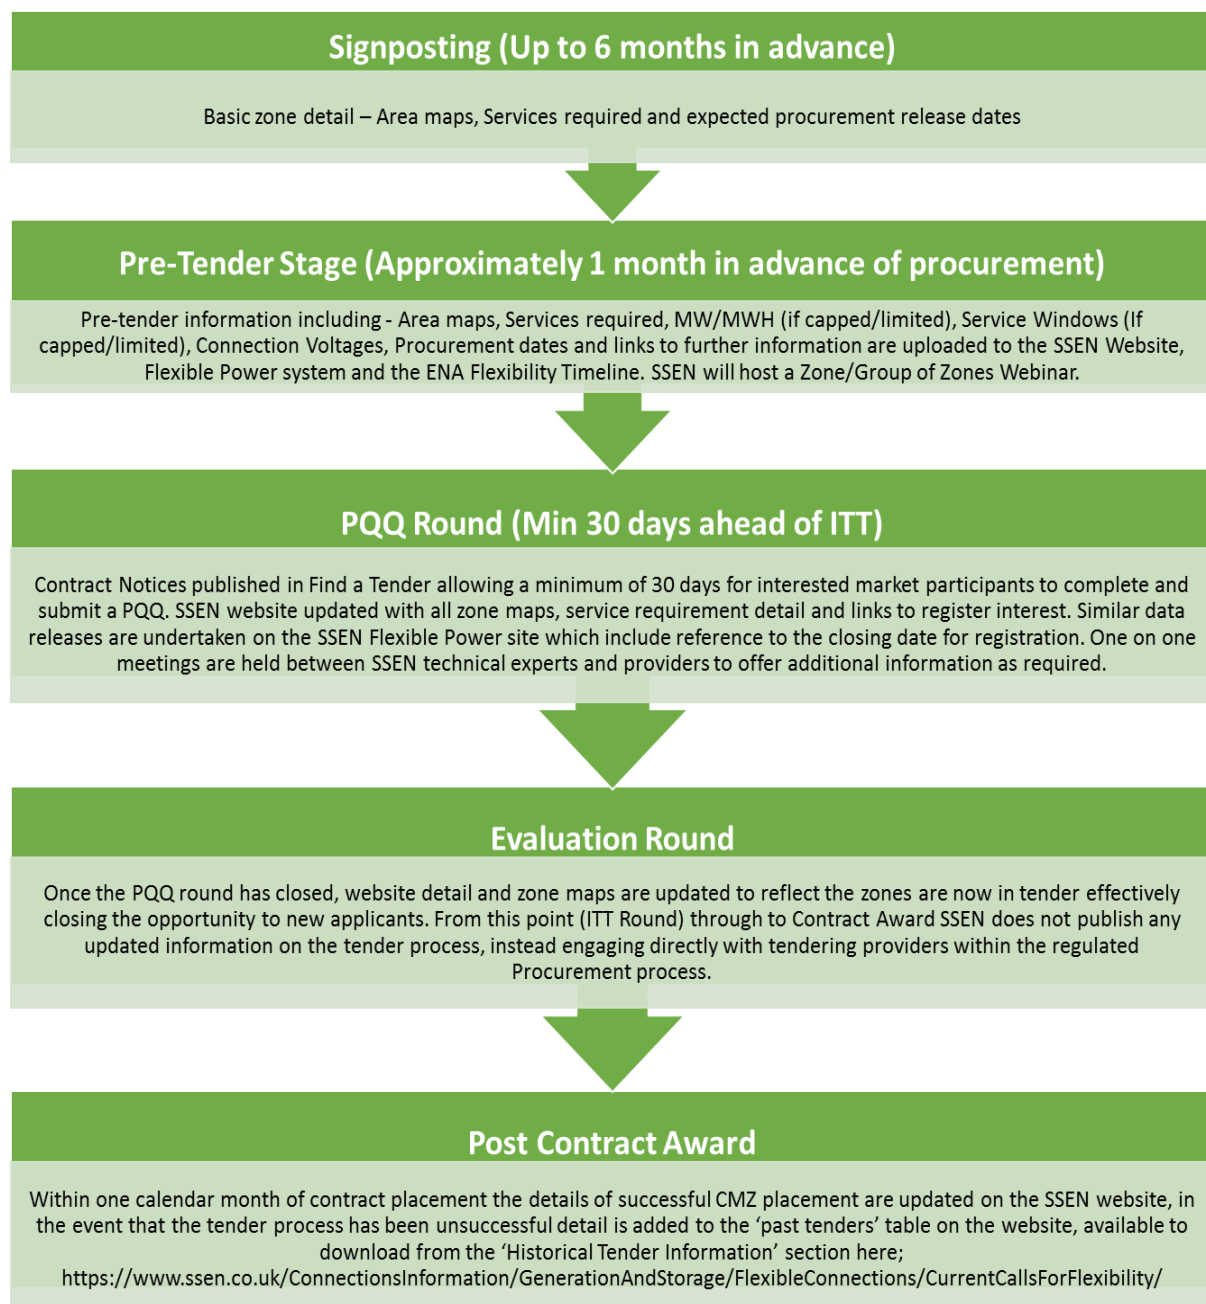 Signposting (Up to 6 months in advance)
Basic zone detail – Area maps, Services required and expected procurement release dates
Pre-Tender Stage (Approximately 1 month in advance of procurement)
Pre-tender information including - Area maps, Services required, MW/MWH (if capped/limited), Service Windows (If
capped/limited), Connection Voltages, Procurement dates and links to further information are uploaded to the SSEN Website,
Flexible Power system and the ENA Flexibility Timeline. SSEN will host a Zone/Group of Zones Webinar.
PQQ Round (Min 30 days ahead of ITT)
Contract Notices published in Find a Tender allowing a minimum of 30 days for interested market participants to complete and
submit a PQQ. SSEN website updated with all zone maps, service requirement detail and links to register interest. Similar data
releases are undertaken on the SSEN Flexible Power site which include reference to the closing date for registration. One on one
meetings are held between SSEN technical experts and providers to offer additional information as required.
Evaluation Round
Once the PQQ round has closed, website detail and zone maps are updated to reflect the zones are now in tender effectively
closing the opportunity to new applicants. From this point (ITT Round) through to Contract Award SSEN does not publish any
updated information on the tender process, instead engaging directly with tendering providers within the regulated
Procurement process.
Post Contract Award
Within one calendar month of contract placement the details of successful CMZ placement are updated on the SSEN website, in
the event that the tender process has been unsuccessful detail is added to the ‘past tenders’ table on the website, available to
download from the ‘Historical Tender Information’ section here;
https://www.ssen.co.uk/ConnectionsInformation/GenerationAndStorage/FlexibleConnections/CurrentCallsForFlexibility/